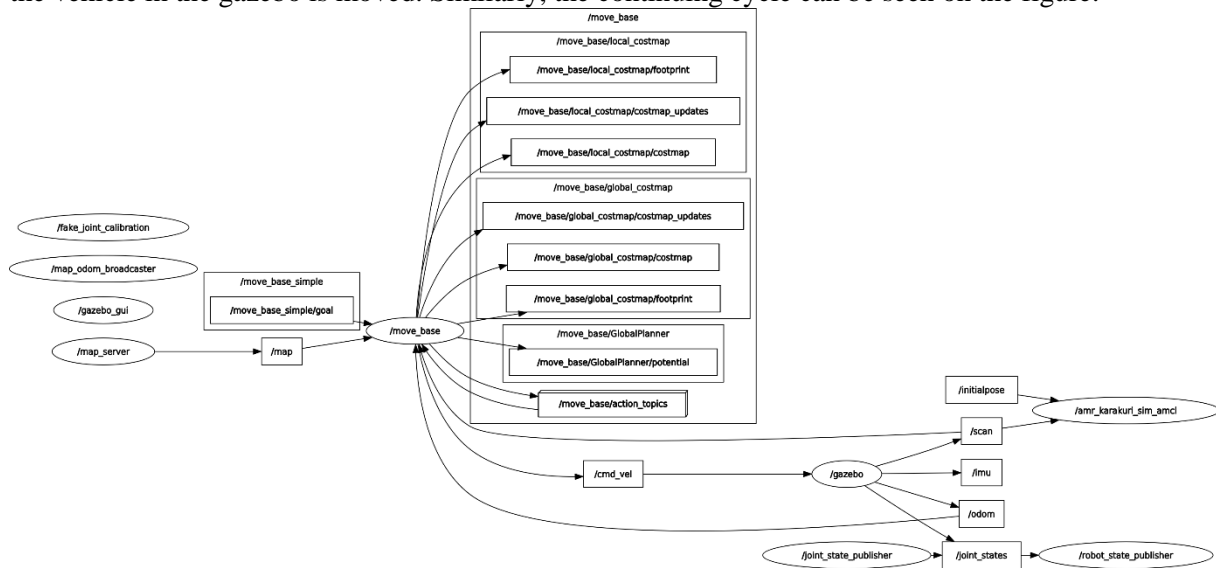 the vehicle in the gazebo is moved. Similarly, the continuing cycle can be seen on the figure.
/move_base
/move_base/local_costmap
/move_base/local_costmap/footprint
/move_base/local_costmap/costmap_updates
/move_base/local_costmap/costmap
/move_base/global_costmap
/move_base/global_costmap/costmap_updates
/move_base/global_costmap/costmap
/move_base/global_costmap/footprint
/move_base/GlobalPlanner
/move_base/GlobalPlanner/potential
/move_base/action_topics
/fake_joint_calibration
/map_odom_broadcaster
/gazebo_gui
/map_server
/move_base_simple
/move_base_simple/goal
/map
/move_base
/cmd_vel
/gazebo
/initialpose
/scan
/imu
/odom
/joint_states
/amr_karakurl_sim_amcl
/joint_state_publisher
/robot_state_publisher